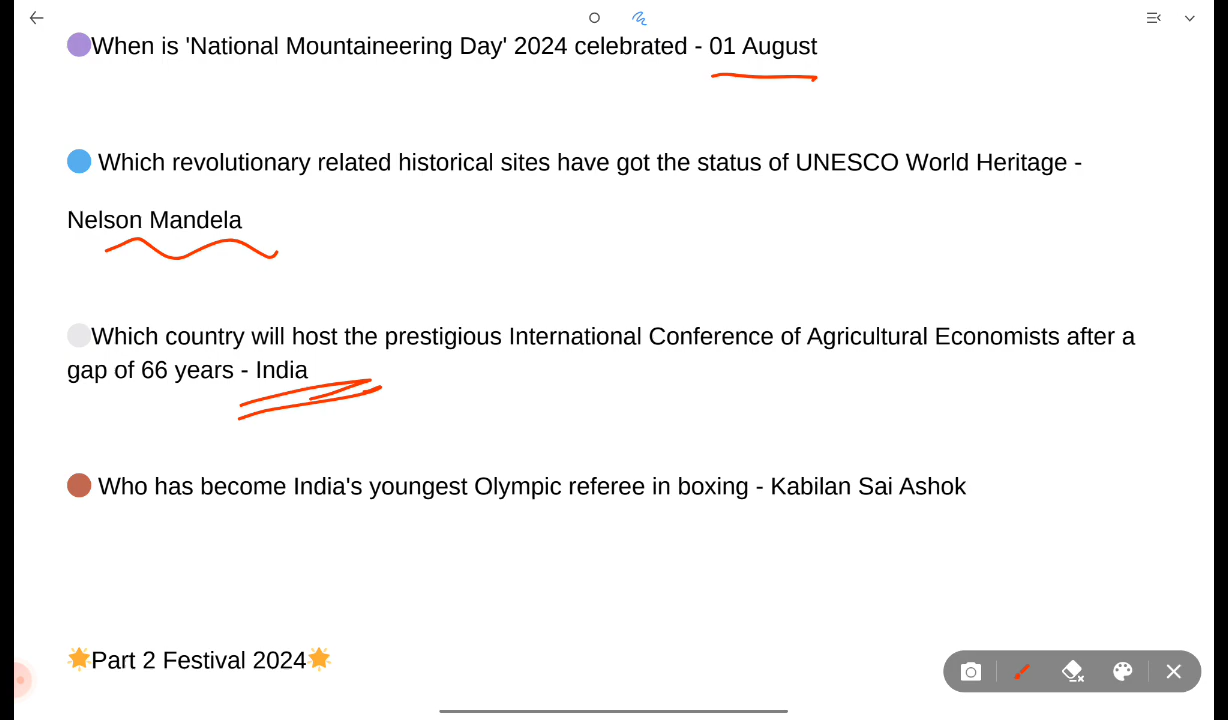 When is 'National Mountaineering Day' 2024 celebrated - 01 August
Which revolutionary related historical sites have got the status of UNESCO World Heritage -
Nelson Mandela
Which country will host the prestigious International Conference of Agricultural Economists after a
gap of 66 years - India
Who has become India's youngest Olympic referee in boxing - Kabilan Sai Ashok
🌟Part 2 Festival 2024🌟